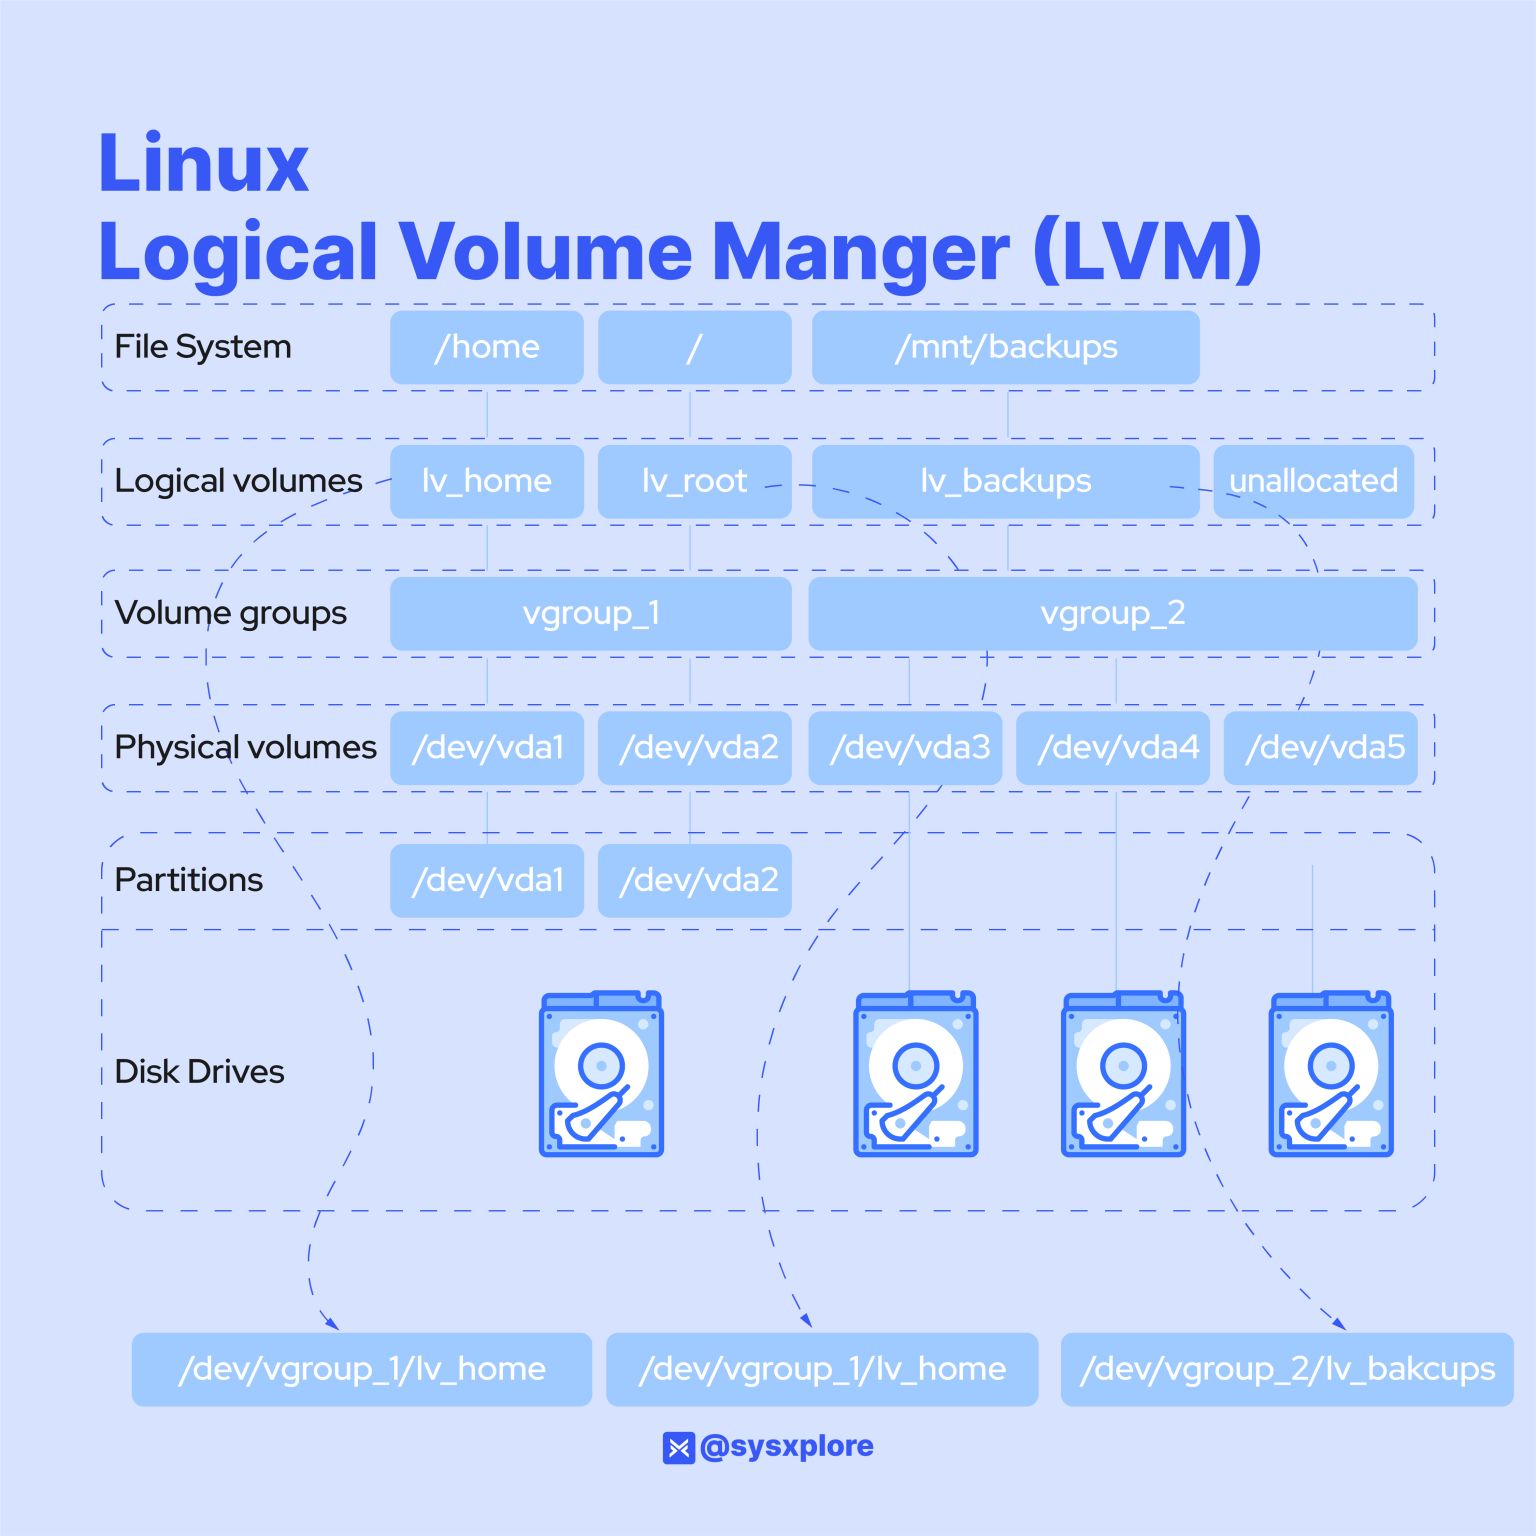 Linux
Logical Volume Manger (LVM)
File System
/home
/
/mnt/backups
Logical volumes
lv_home
lv_root
lv_backups
unallocated
Volume groups
vgroup_1
vgroup_2
Physical volumes
/dev/vda1
/dev/vda2
/dev/vda3
/dev/vda4
/dev/vda5
Partitions
/dev/vda1
/dev/vda2
Disk Drives
/dev/vgroup_1/lv_home
/dev/vgroup_1/lv_home
/dev/vgroup_2/lv_bakcups
@sysxplore